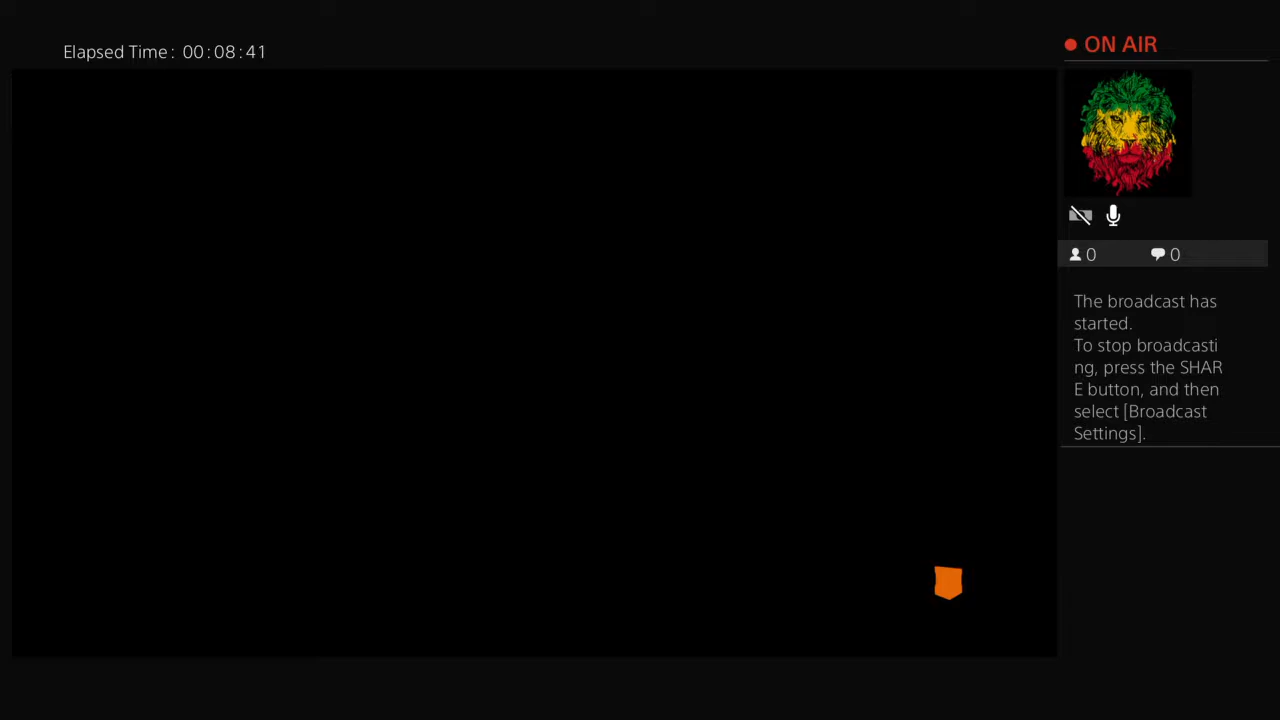 Elapsed Time: 00:08:41
ON AIR
0 0
The broadcast has
started.
To stop broadcasti
ng, press the SHAR
E button, and then
select [Broadcast
Settings].